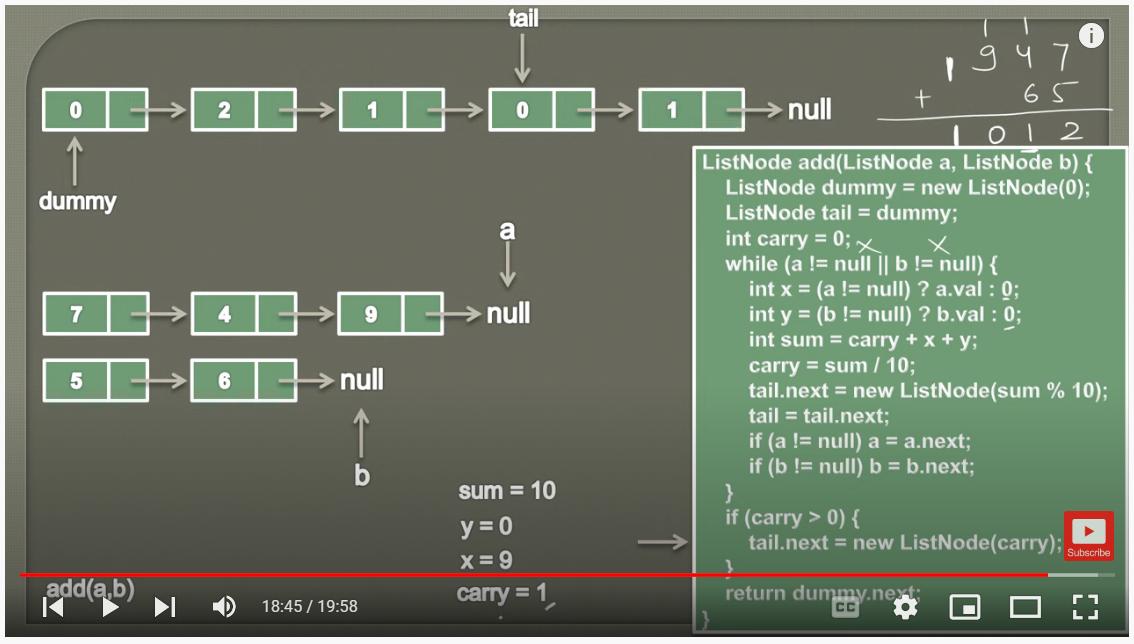 tail
0 2 1 0 1 null
dummy
a
7 4 9 null
5 6 null
b
sum = 10
y = 0
x = 9
carry = 1
add(a,b)
1 1
1 9 4 7
+ 6 5
1 0 1 2
ListNode add(ListNode a, ListNode b) {
ListNode dummy = new ListNode(0);
ListNode tail = dummy;
int carry = 0;
while (a != null || b != null) {
int x = (a != null) ? a.val : 0;
int y = (b != null) ? b.val : 0;
int sum = carry + x + y;
carry = sum / 10;
tail.next = new ListNode(sum % 10);
tail = tail.next;
if (a != null) a = a.next;
if (b != null) b = b.next;
}
if (carry > 0) {
tail.next = new ListNode(carry);
}
return dummy.next;
}
Subscribe
18:45 / 19:58
CC
i